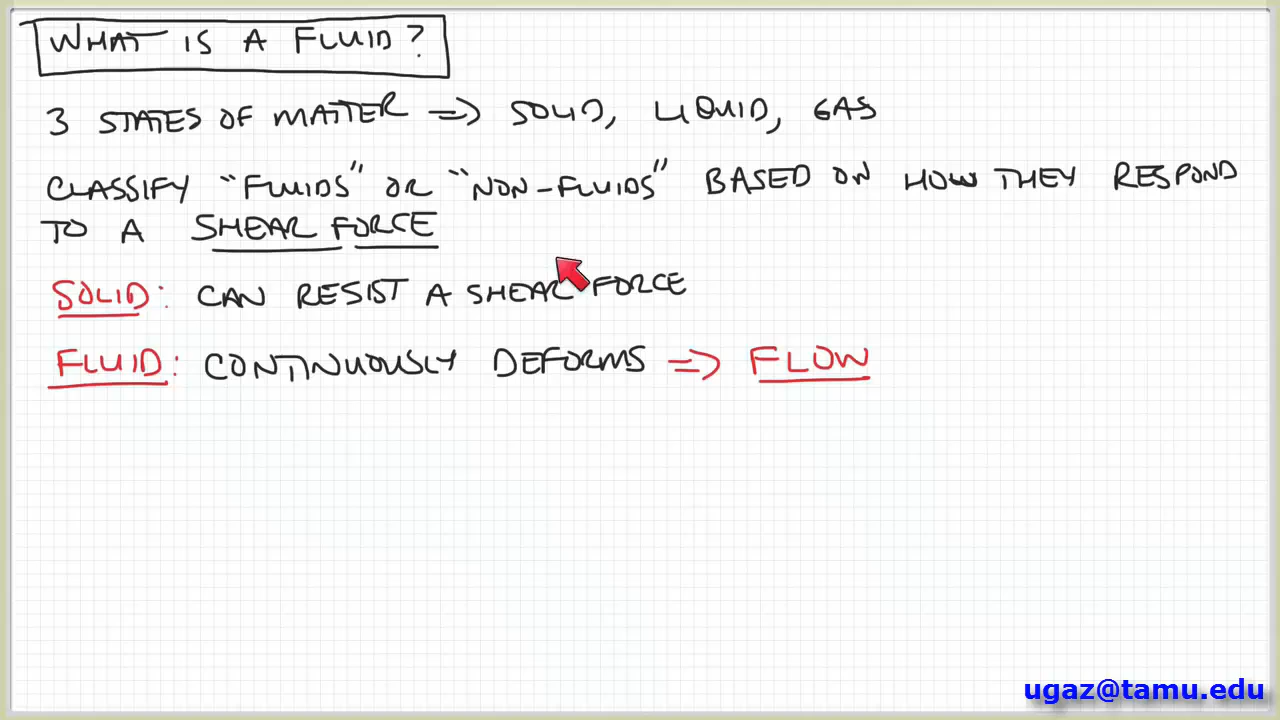 WHAT IS A FLUID?
3 STATES OF MATTER => SOLID, LIQUID, GAS
CLASSIFY "FLUIDS" OR "NON-FLUIDS" BASED ON HOW THEY RESPOND
TO A SHEAR FORCE
SOLID: CAN RESIST A SHEAR FORCE
FLUID: CONTINUOUSLY DEFORMS => FLOW
ugaz@tamu.edu